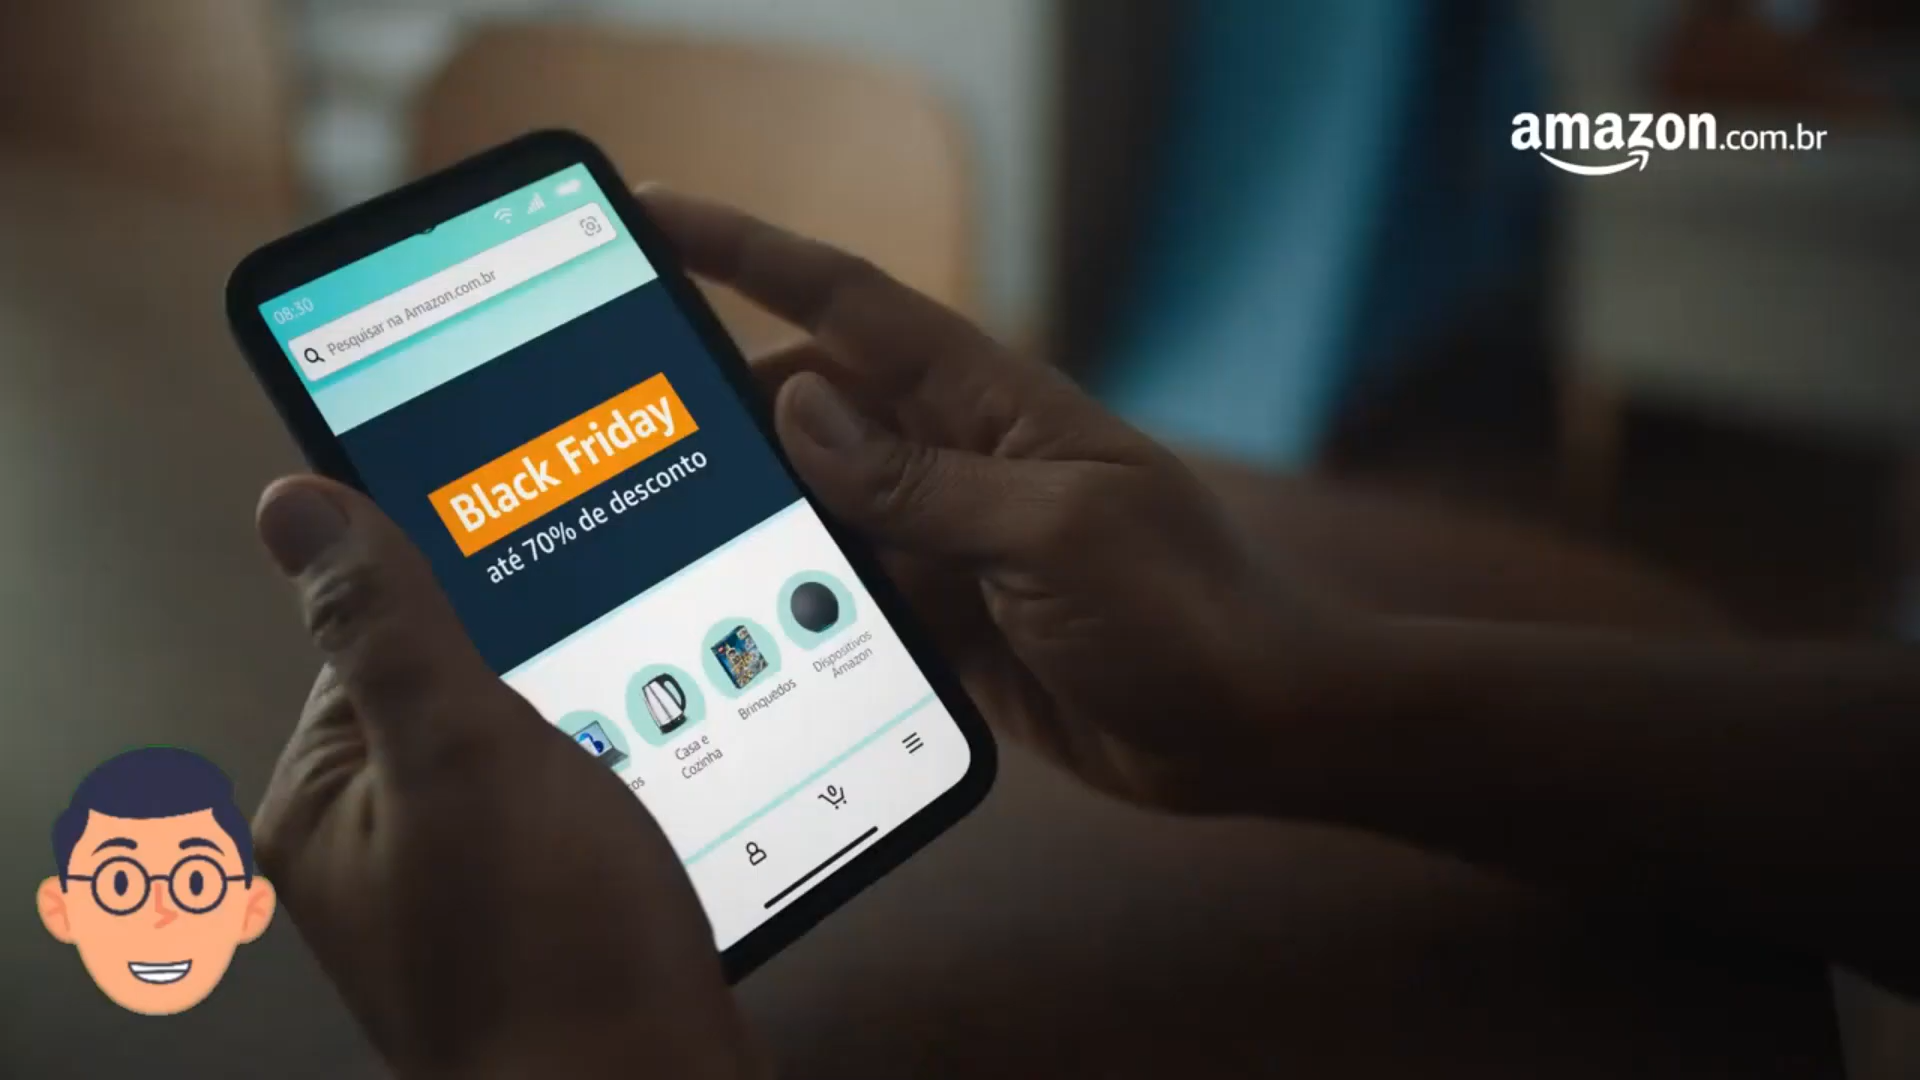 amazon.com.br
08:30
Pesquisar na Amazon.com.br
Black Friday
até 70% de desconto
Casa e
Cozinha
Brinquedos
Dispositivos
Amazon
0